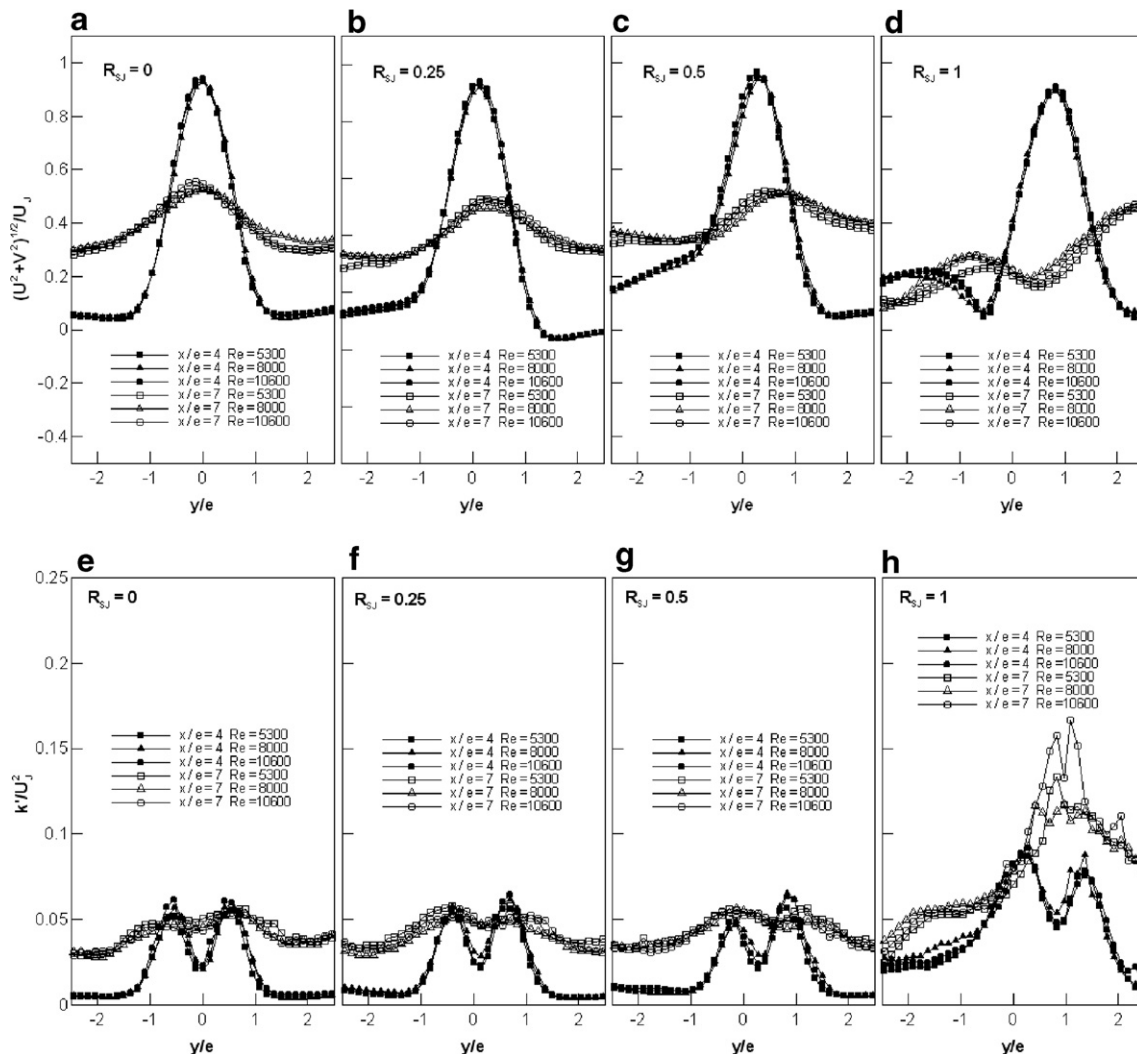 a
b
c
d
R_SJ = 0
R_SJ = 0.25
R_SJ = 0.5
R_SJ = 1
(U²+V²)^1/2/U_J
1
0.8
0.6
0.4
0.2
0
-0.2
-0.4
x/e=4 Re=5300
x/e=4 Re=8000
x/e=4 Re=10600
x/e=7 Re=5300
x/e=7 Re=8000
x/e=7 Re=10600
x/e=4 Re=5300
x/e=4 Re=8000
x/e=4 Re=10600
x/e=7 Re=5300
x/e=7 Re=8000
x/e=7 Re=10600
x/e=4 Re=5300
x/e=4 Re=8000
x/e=4 Re=10600
x/e=7 Re=5300
x/e=7 Re=8000
x/e=7 Re=10600
x/e=4 Re=5300
x/e=4 Re=8000
x/e=4 Re=10600
x/e=7 Re=5300
x/e=7 Re=8000
x/e=7 Re=10600
-2 -1 0 1 2
-2 -1 0 1 2
-2 -1 0 1 2
-2 -1 0 1 2
y/e
y/e
y/e
y/e
e
f
g
h
R_SJ = 0
R_SJ = 0.25
R_SJ = 0.5
R_SJ = 1
k'/U_J²
0.25
0.2
0.15
0.1
0.05
0
x/e=4 Re=5300
x/e=4 Re=8000
x/e=4 Re=10600
x/e=7 Re=5300
x/e=7 Re=8000
x/e=7 Re=10600
x/e=4 Re=5300
x/e=4 Re=8000
x/e=4 Re=10600
x/e=7 Re=5300
x/e=7 Re=8000
x/e=7 Re=10600
x/e=4 Re=5300
x/e=4 Re=8000
x/e=4 Re=10600
x/e=7 Re=5300
x/e=7 Re=8000
x/e=7 Re=10600
x/e=4 Re=5300
x/e=4 Re=8000
x/e=4 Re=10600
x/e=7 Re=5300
x/e=7 Re=8000
x/e=7 Re=10600
-2 -1 0 1 2
-2 -1 0 1 2
-2 -1 0 1 2
-2 -1 0 1 2
y/e
y/e
y/e
y/e